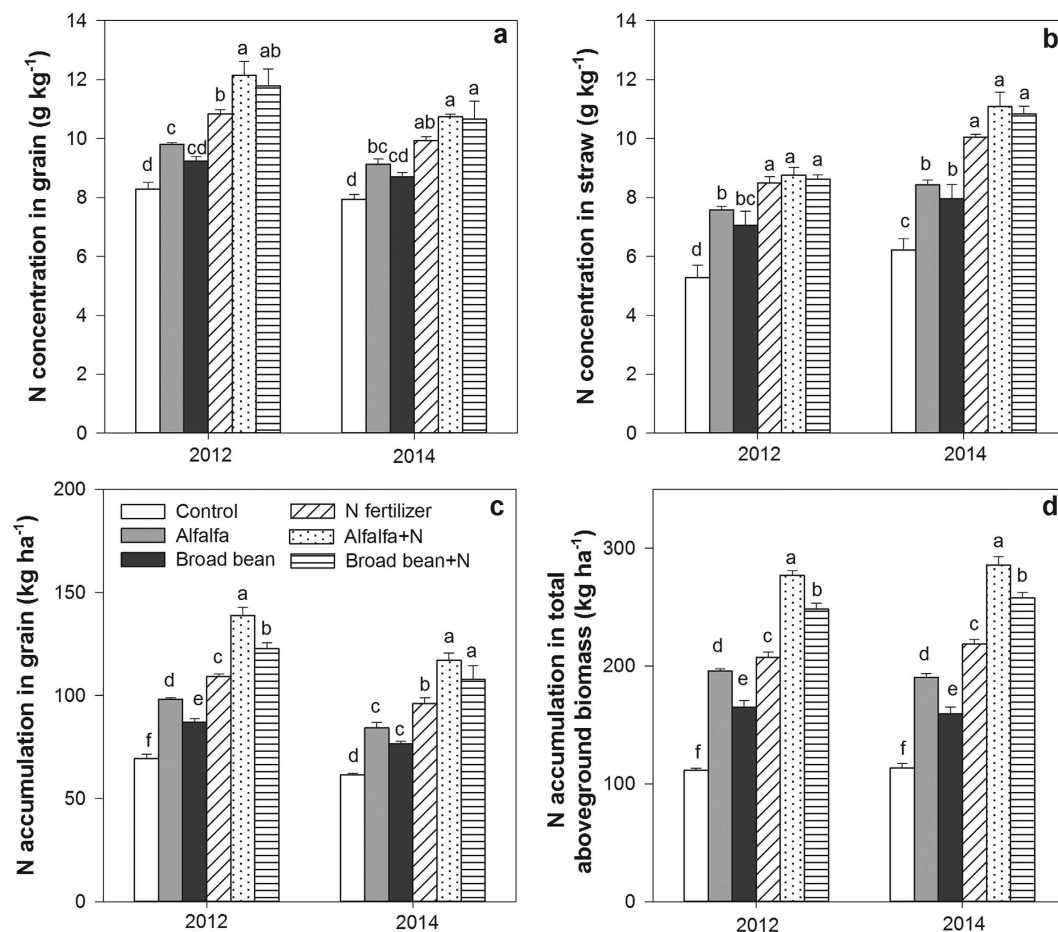 a
N concentration in grain (g kg⁻¹)
14
12
10
8
6
4
2
0
d
c
cd
b
a
ab
d
bc
cd
ab
a
a
2012
2014
b
N concentration in straw (g kg⁻¹)
14
12
10
8
6
4
2
0
d
b
bc
a
a
a
c
b
b
a
a
a
2012
2014
c
N accumulation in grain (kg ha⁻¹)
200
150
100
50
0
Control
N fertilizer
Alfalfa
Alfalfa+N
Broad bean
Broad bean+N
f
d
e
c
a
b
d
c
c
b
a
a
2012
2014
d
N accumulation in total
aboveground biomass (kg ha⁻¹)
300
200
100
0
f
d
e
c
a
b
f
d
e
c
a
b
2012
2014